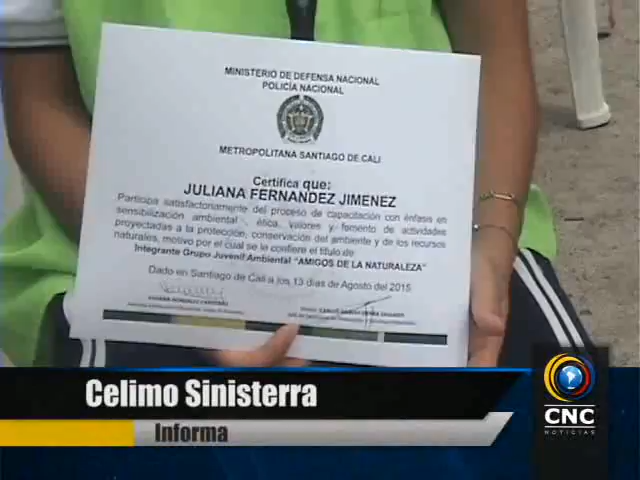 MINISTERIO DE DEFENSA NACIONAL
POLICÍA NACIONAL
METROPOLITANA SANTIAGO DE CALI
Certifica que:
JULIANA FERNANDEZ JIMENEZ
Participa satisfactoriamente del proceso de capacitación con énfasis en
sensibilización ambiental, ética, valores y fomento de actividades
proyectadas a la protección, conservación del ambiente y de los recursos
naturales, motivo por el cual se le confiere el título de
Integrante Grupo Juvenil Ambiental "AMIGOS DE LA NATURALEZA"
Dado en Santiago de Cali a los 13 días de Agosto del 2015
Celimo Sinisterra
Informa
CNC
NOTICIAS